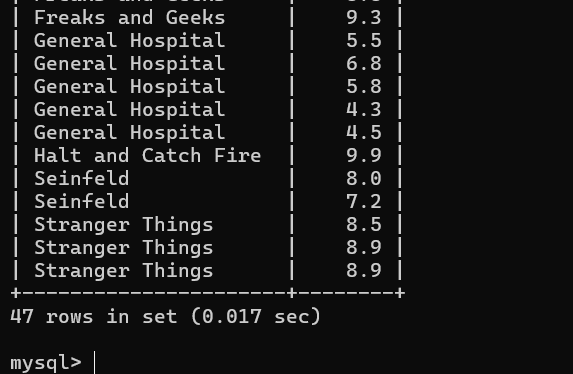 | Freaks and Geeks     |    9.3 |
| General Hospital     |    5.5 |
| General Hospital     |    6.8 |
| General Hospital     |    5.8 |
| General Hospital     |    4.3 |
| General Hospital     |    4.5 |
| Halt and Catch Fire  |    9.9 |
| Seinfeld             |    8.0 |
| Seinfeld             |    7.2 |
| Stranger Things      |    8.5 |
| Stranger Things      |    8.9 |
| Stranger Things      |    8.9 |
+----------------------+--------+
47 rows in set (0.017 sec)
mysql>